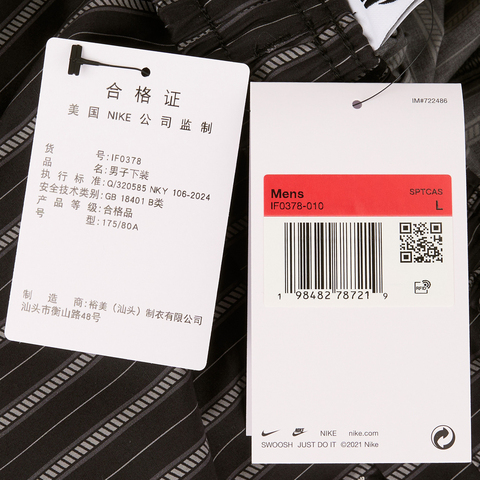 合格证
美国 NIKE 公司监制
货号:IF0378
品名:男子下装
执行标准:Q/320585 NKY 106-2024
安全技术类别:GB 18401 B类
产品等级:合格品
号型:175/80A
制造商:裕美（汕头）制衣有限公司
汕头市衡山路48号
IM#722486
Mens
SPTCAS
IF0378-010
L
1 98482 78721 9
RFID
NIKE nike.com
SWOOSH JUST DO IT ©2021 Nike